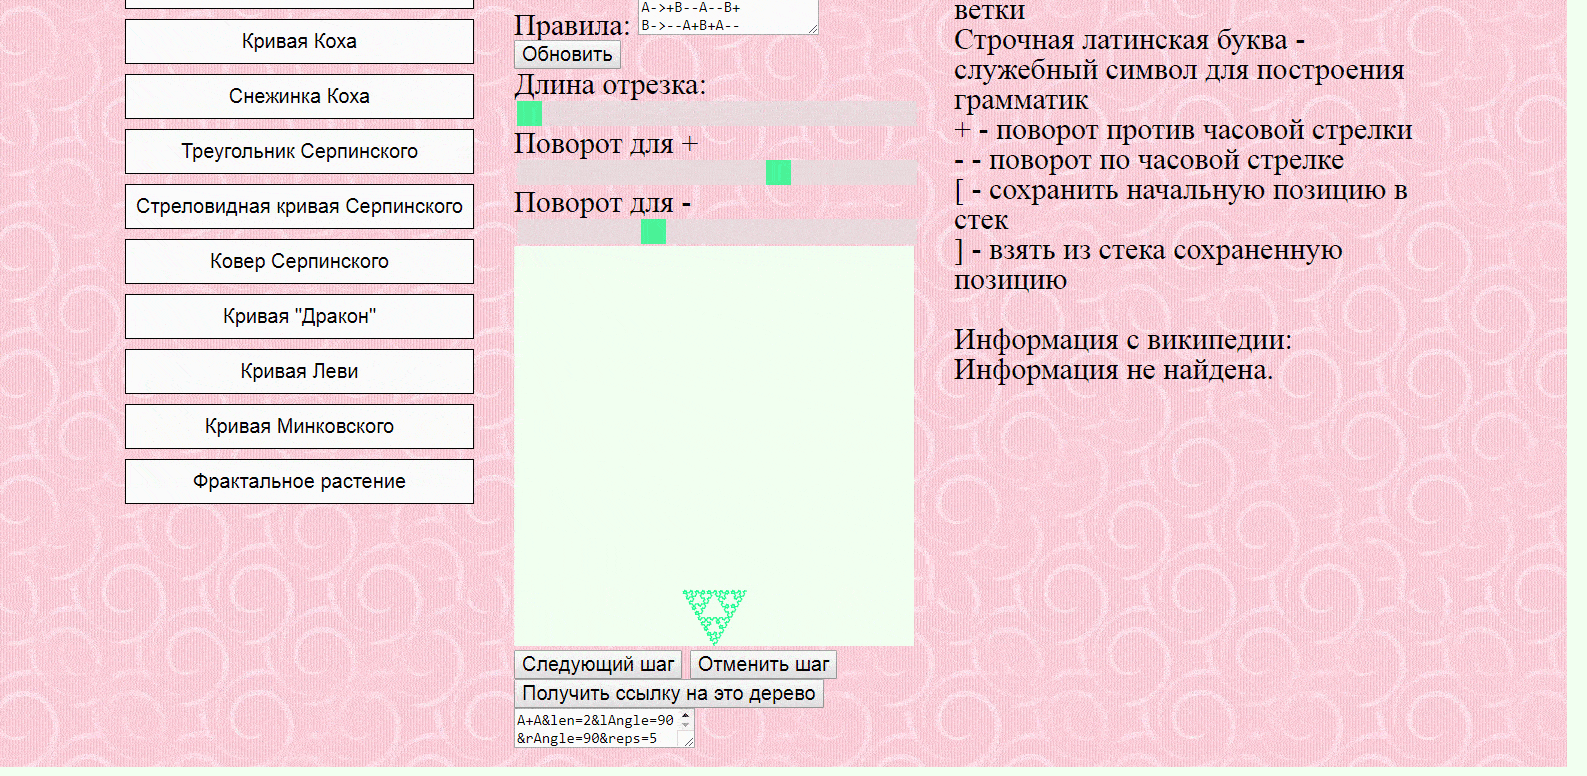 Кривая Коха
Снежинка Коха
Треугольник Серпинского
Стреловидная кривая Серпинского
Ковер Серпинского
Кривая "Дракон"
Кривая Леви
Кривая Минковского
Фрактальное растение
Правила:
A->+B--A--B+
B->--A+B+A--
Обновить
Длина отрезка:
Поворот для +
Поворот для -
Следующий шаг
Отменить шаг
Получить ссылку на это дерево
A+A&len=2&lAngle=90
&rAngle=90&reps=5
ветки
Строчная латинская буква -
служебный символ для построения
грамматик
+ - поворот против часовой стрелки
- - поворот по часовой стрелке
[ - сохранить начальную позицию в
стек
] - взять из стека сохраненную
позицию
Информация с википедии:
Информация не найдена.